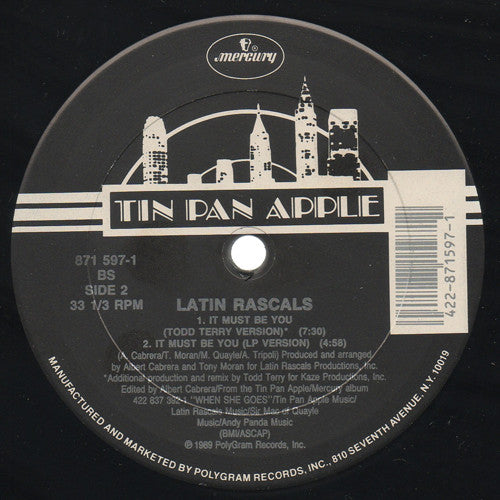 mercury
TIN PAN APPLE
871 597-1
BS
SIDE 2
33 1/3 RPM
422-871597-1
LATIN RASCALS
1. IT MUST BE YOU
(TODD TERRY VERSION)* (7:30)
2. IT MUST BE YOU (LP VERSION) (4:58)
(A. Cabrera/T. Moran/M. Quayle/A. Tripoli) Produced and arranged
by Albert Cabrera and Tony Moran for Latin Rascals Productions, Inc.
*Additional production and remix by Todd Terry for Kaze Productions, Inc.
Edited by Albert Cabrera/From the Tin Pan Apple/Mercury album
422 837 392-1 "WHEN SHE GOES"/Tin Pan Apple Music/
Latin Rascals Music/Sir Mac of Quayle
Music/Andy Panda Music
(BMI/ASCAP)
℗ © 1989 PolyGram Records, Inc.
MANUFACTURED AND MARKETED BY POLYGRAM RECORDS, INC., 810 SEVENTH AVENUE, N.Y. 10019